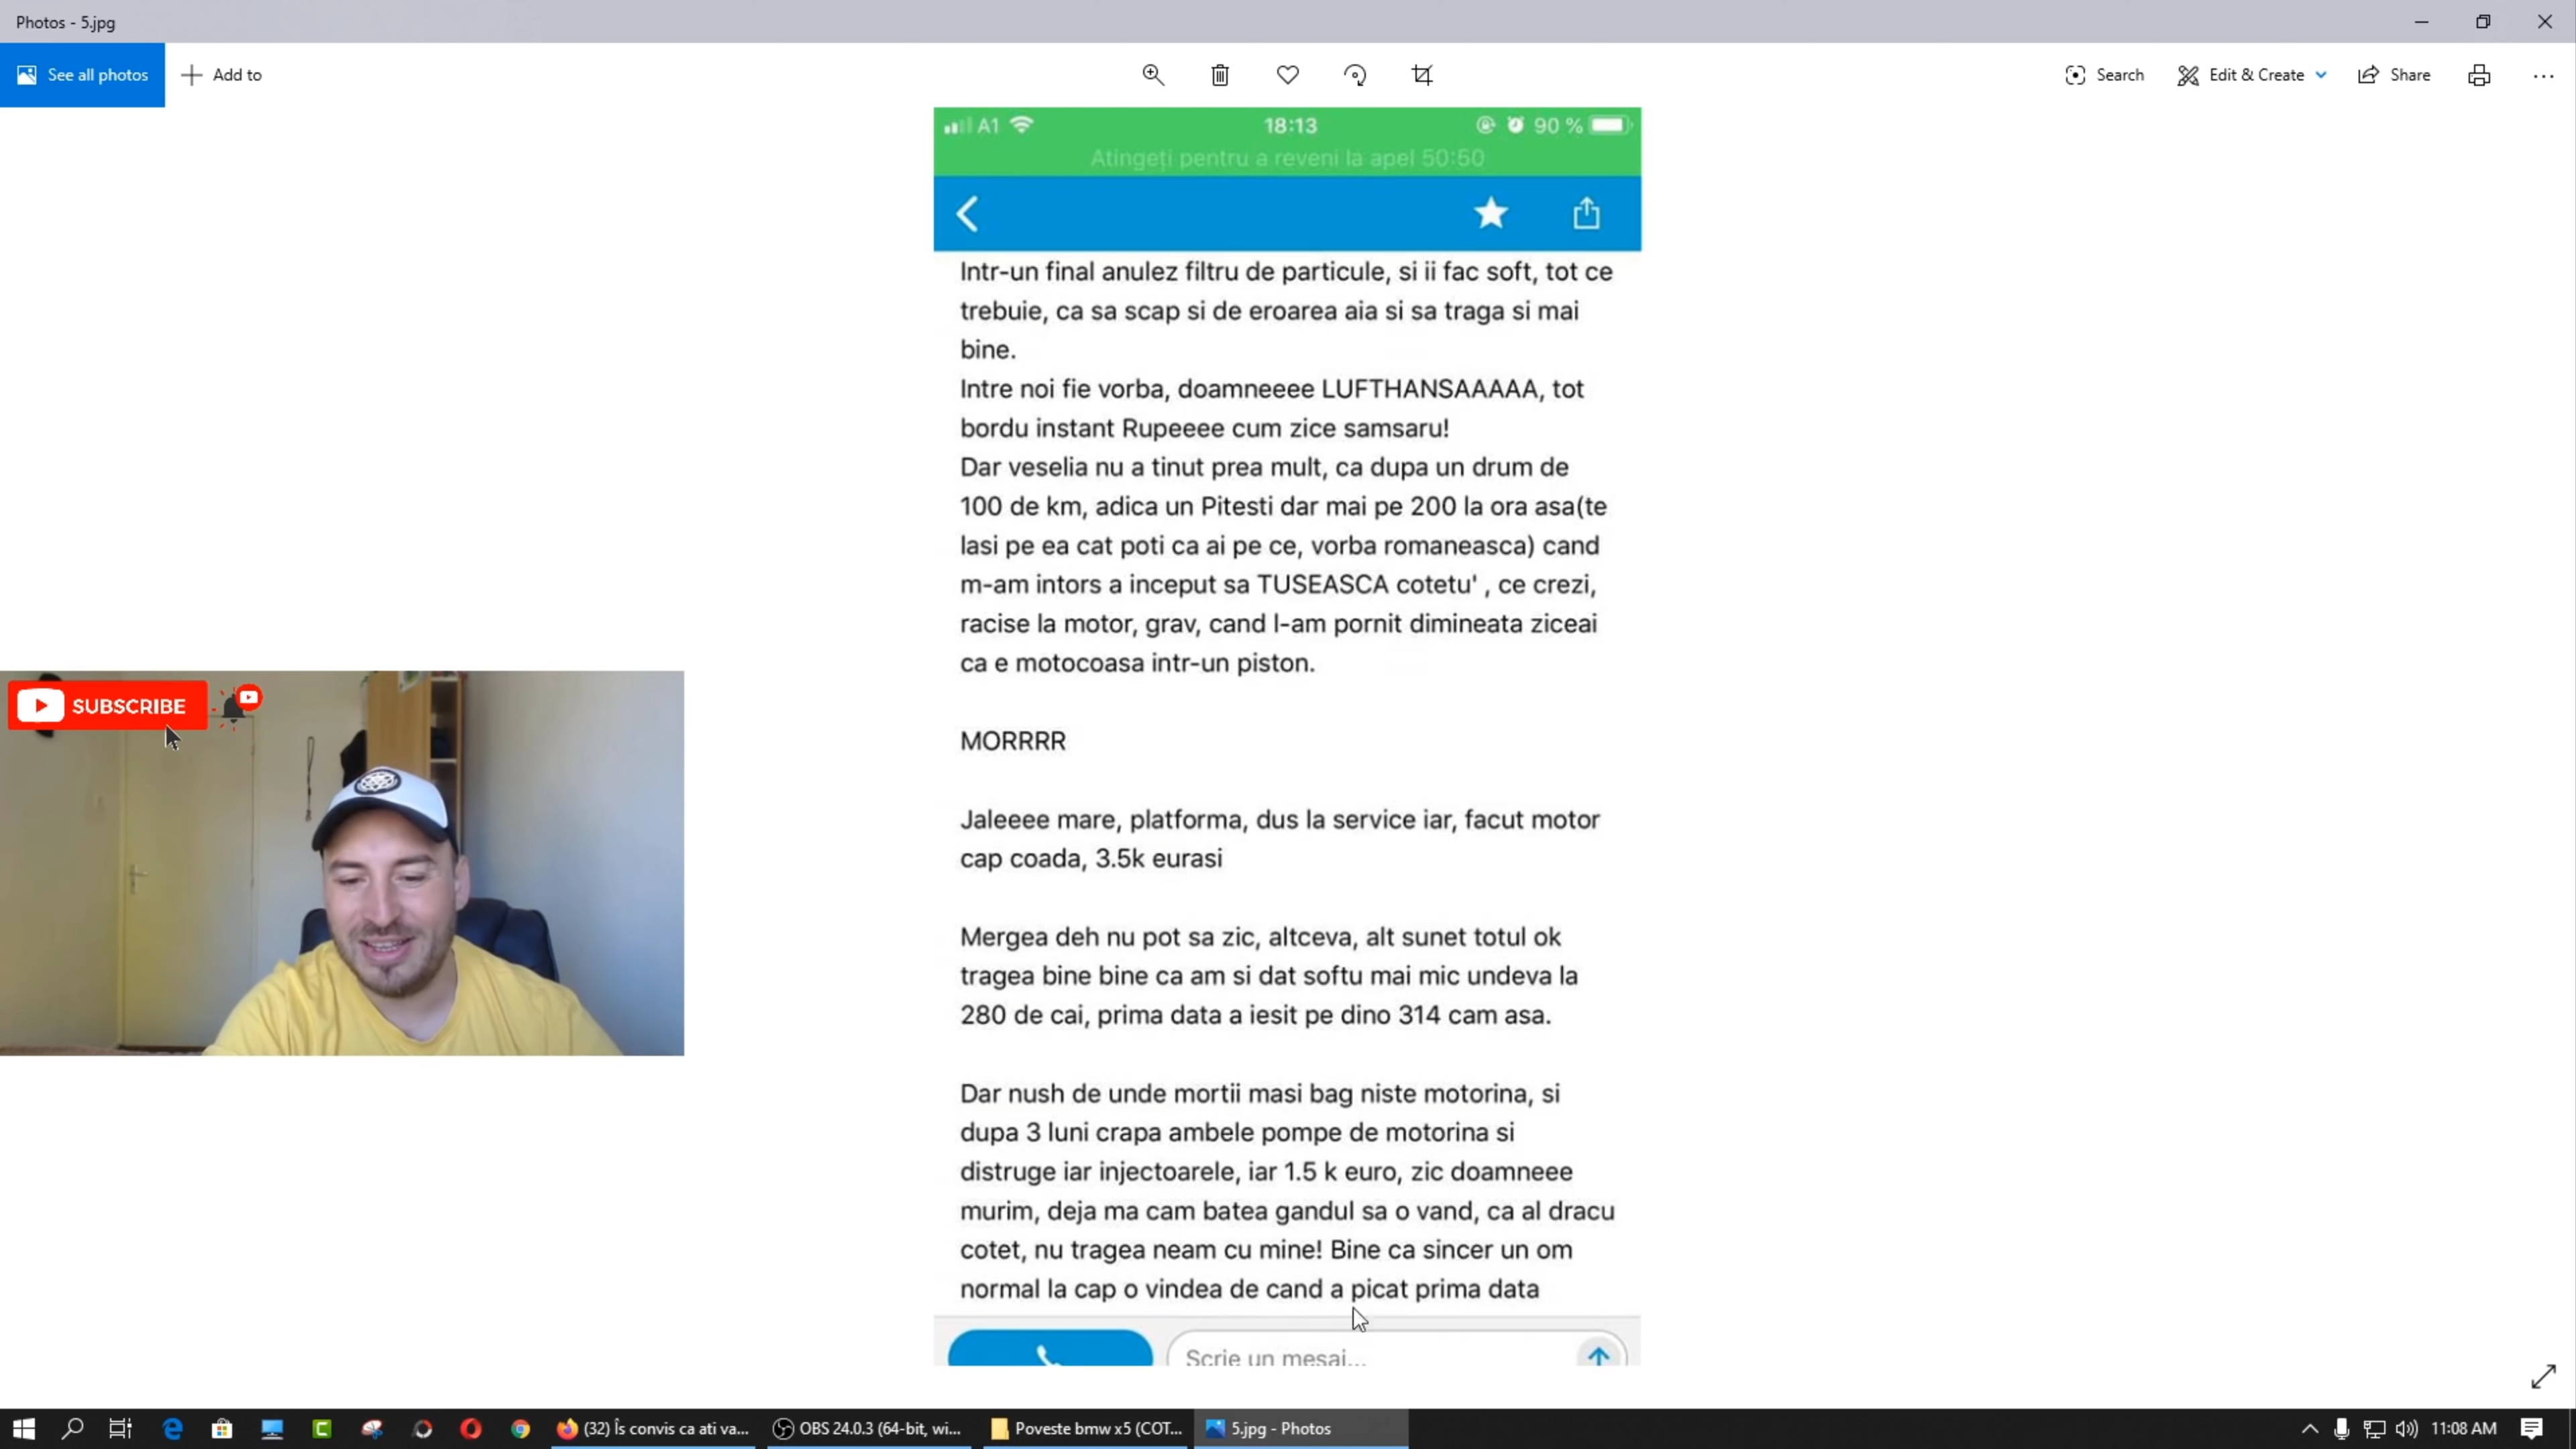 Photos - 5.jpg
See all photos
Add to
Search
Edit & Create
Share
A1
18:13
90 %
Atingeți pentru a reveni la apel 50:50
Intr-un final anulez filtru de particule, si ii fac soft, tot ce
trebuie, ca sa scap si de eroarea aia si sa traga si mai
bine.
Intre noi fie vorba, doamneeee LUFTHANSAAAAA, tot
bordu instant Rupeeee cum zice samsaru!
Dar veselia nu a tinut prea mult, ca dupa un drum de
100 de km, adica un Pitesti dar mai pe 200 la ora asa(te
lasi pe ea cat poti ca ai pe ce, vorba romaneasca) cand
m-am intors a inceput sa TUSEASCA cotetu' , ce crezi,
racise la motor, grav, cand l-am pornit dimineata ziceai
ca e motocoasa intr-un piston.
MORRRR
Jaleeee mare, platforma, dus la service iar, facut motor
cap coada, 3.5k eurasi
Mergea deh nu pot sa zic, altceva, alt sunet totul ok
tragea bine bine ca am si dat softu mai mic undeva la
280 de cai, prima data a iesit pe dino 314 cam asa.
Dar nush de unde mortii masi bag niste motorina, si
dupa 3 luni crapa ambele pompe de motorina si
distruge iar injectoarele, iar 1.5 k euro, zic doamneee
murim, deja ma cam batea gandul sa o vand, ca al dracu
cotet, nu tragea neam cu mine! Bine ca sincer un om
normal la cap o vindea de cand a picat prima data
Scrie un mesaj...
SUBSCRIBE
(32) Îs convis ca ati va...
OBS 24.0.3 (64-bit, wi...
Poveste bmw x5 (COT...
5.jpg - Photos
11:08 AM